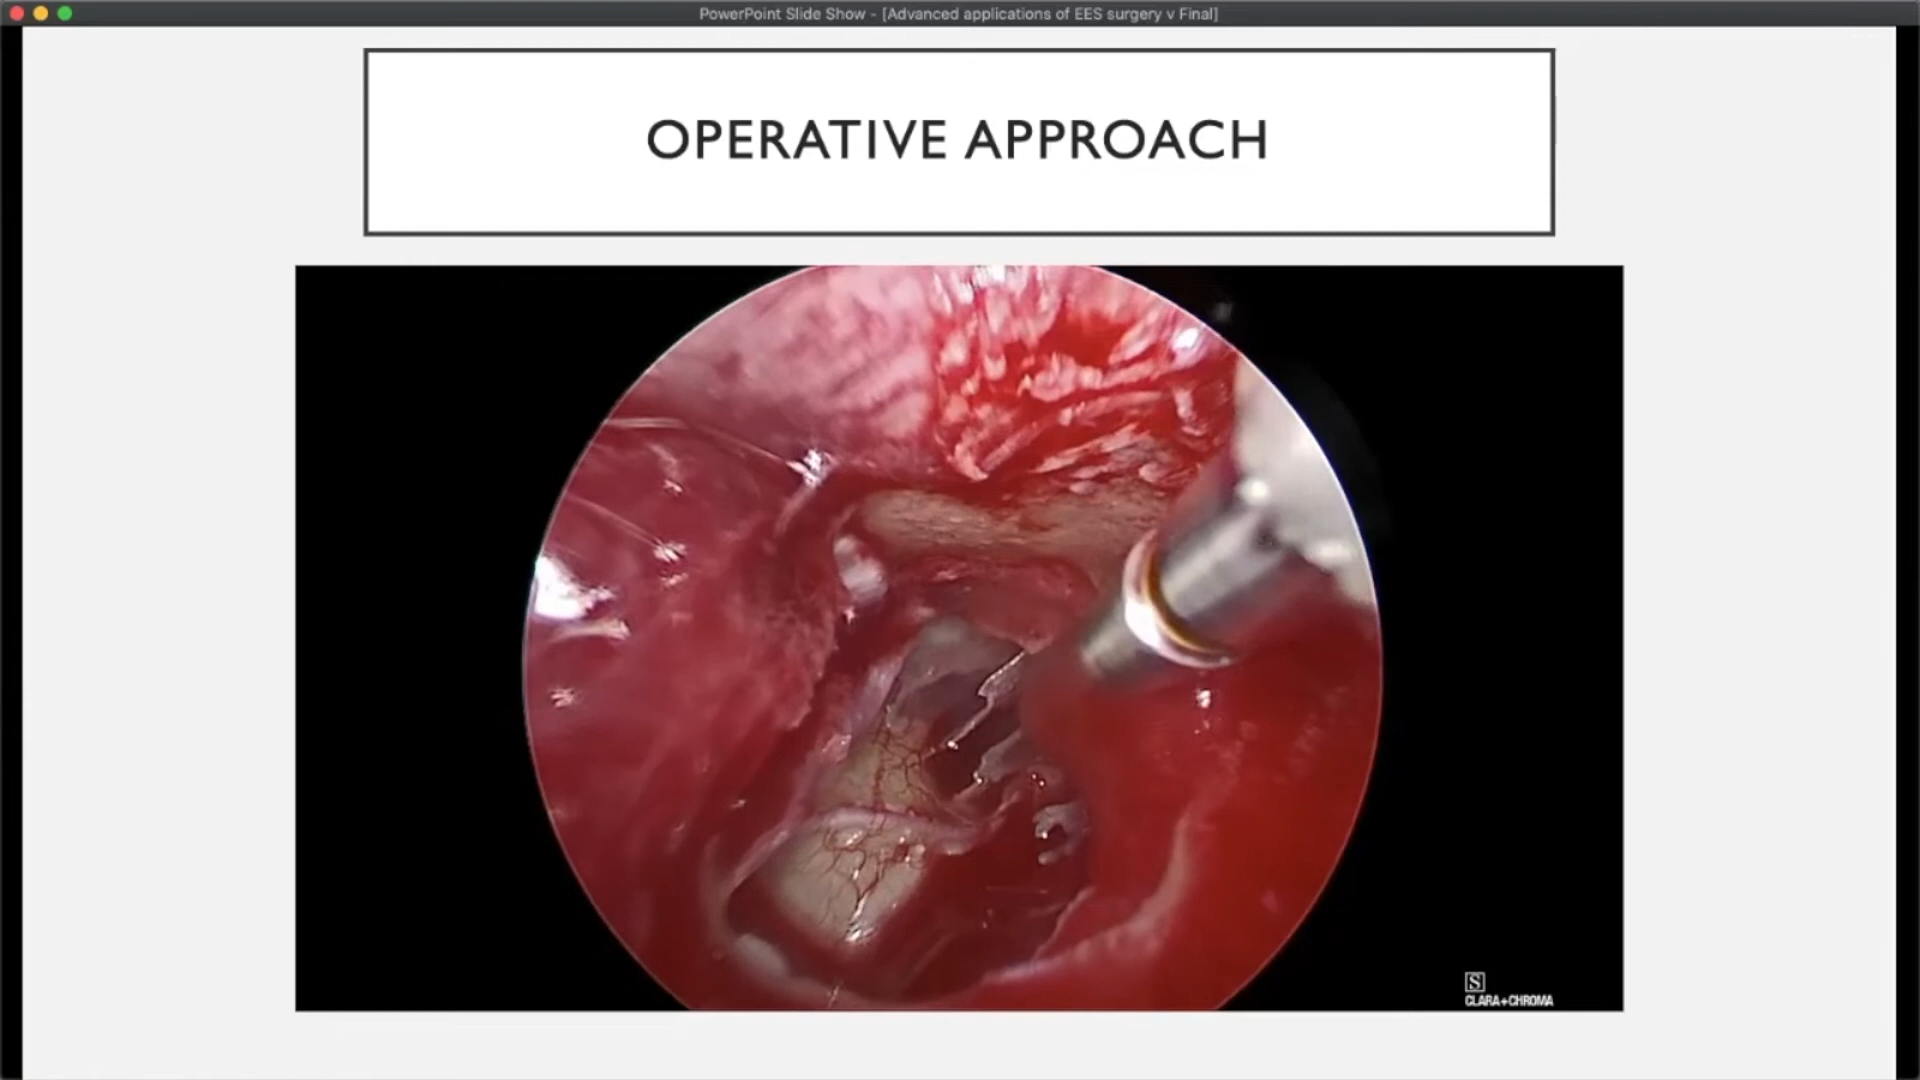 PowerPoint Slide Show - [Advanced applications of EES surgery v Final]
OPERATIVE APPROACH
S
CLARA+CHROMA